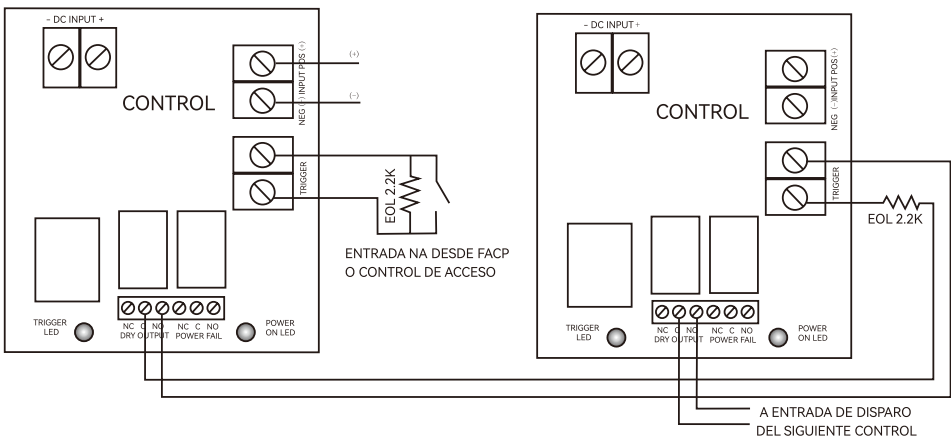 - DC INPUT +
CONTROL
NEG (-) INPUT POS (+)
(+)
(-)
TRIGGER
EOL 2.2K
ENTRADA NA DESDE FACP
O CONTROL DE ACCESO
TRIGGER
LED
NC C NO NC C NO
DRY OUTPUT POWER FAIL
POWER
ON LED
- DC INPUT +
CONTROL
NEG (-) INPUT POS (+)
TRIGGER
EOL 2.2K
TRIGGER
LED
NC C NO NC C NO
DRY OUTPUT POWER FAIL
POWER
ON LED
A ENTRADA DE DISPARO
DEL SIGUIENTE CONTROL